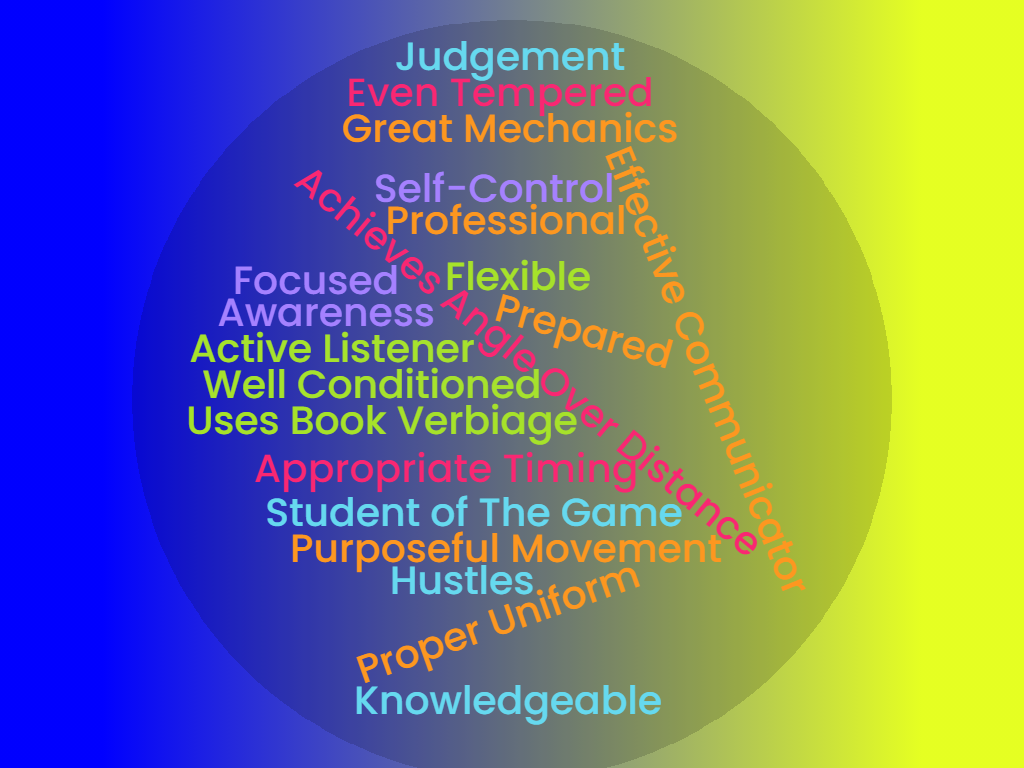 Judgement
Even Tempered
Great Mechanics
Effective Communicator
Achieves Angle Over Distance
Self-Control
Professional
Focused
Flexible
Awareness
Prepared
Active Listener
Well Conditioned
Uses Book Verbiage
Appropriate Timing
Student of The Game
Purposeful Movement
Hustles
Proper Uniform
Knowledgeable